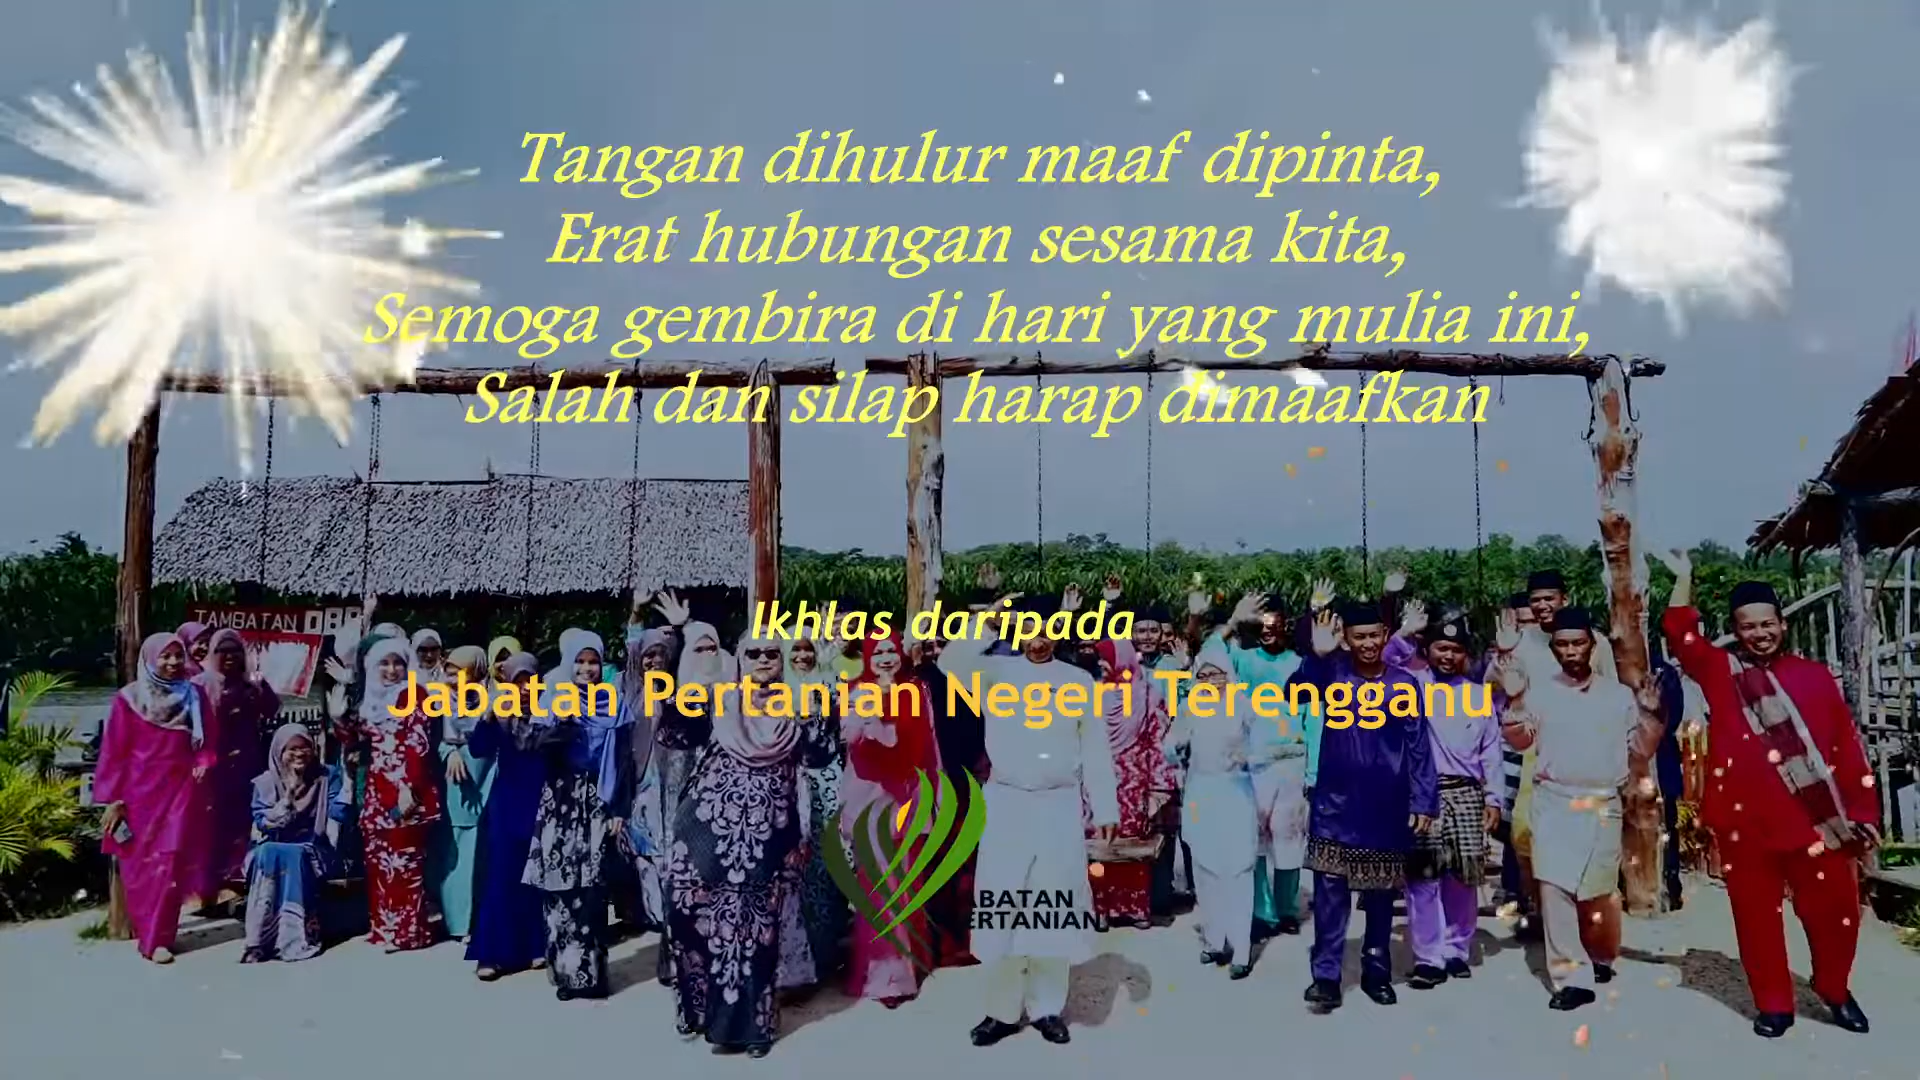 Tangan dihulur maaf dipinta,
Erat hubungan sesama kita,
Semoga gembira di hari yang mulia ini,
Salah dan silap harap dimaafkan
TAMBATAN
Ikhlas daripada
Jabatan Pertanian Negeri Terengganu
ABATAN
ERTANIAN